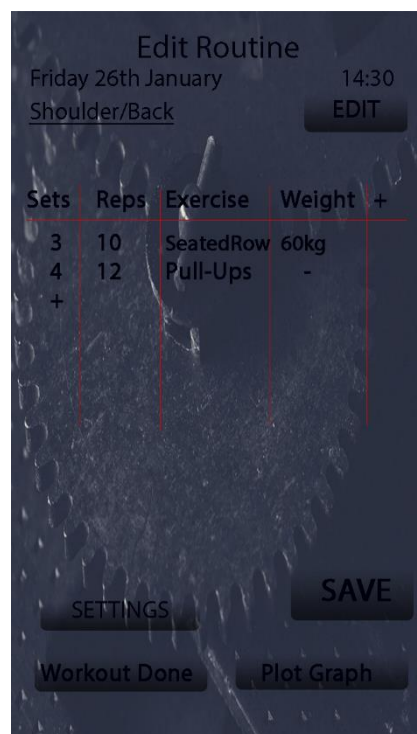 Edit Routine
Friday 26th January 14:30
Shoulder/Back EDIT
Sets Reps Exercise Weight +
3 10 SeatedRow 60kg
4 12 Pull-Ups -
+
SAVE
SETTINGS
Workout Done Plot Graph